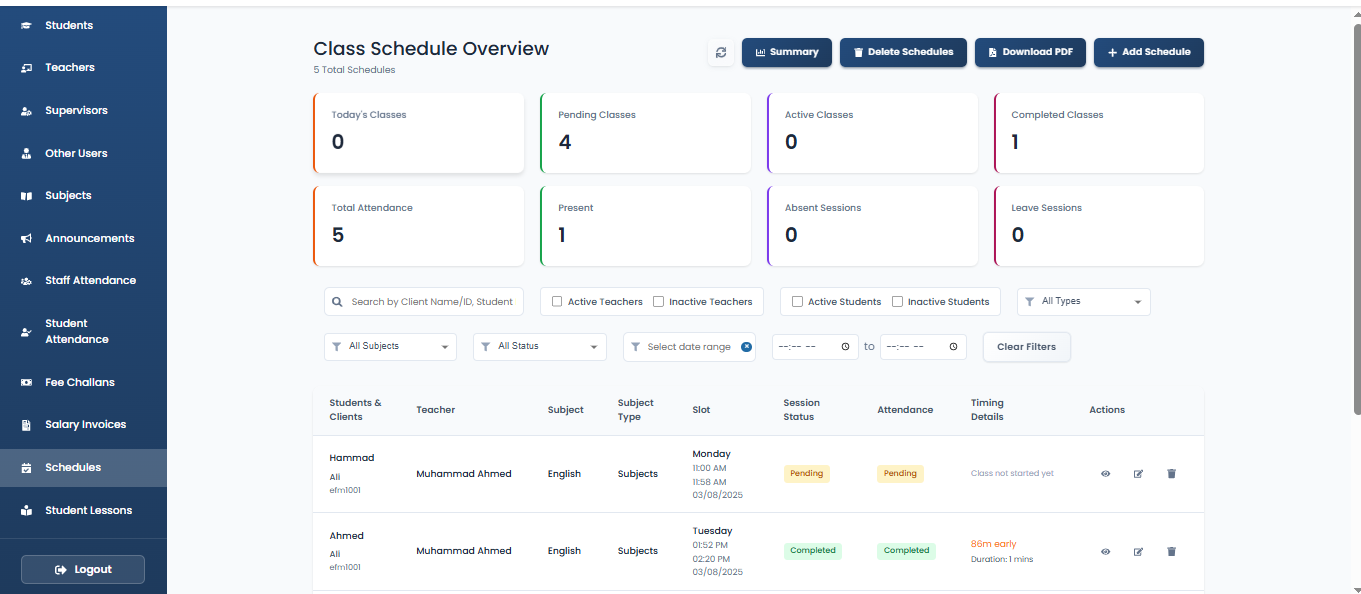 Students
Teachers
Supervisors
Other Users
Subjects
Announcements
Staff Attendance
Student
Attendance
Fee Challans
Salary Invoices
Schedules
Student Lessons
Logout
Class Schedule Overview
5 Total Schedules
Summary
Delete Schedules
Download PDF
Add Schedule
Today's Classes
0
Pending Classes
4
Active Classes
0
Completed Classes
1
Total Attendance
5
Present
1
Absent Sessions
0
Leave Sessions
0
Search by Client Name/ID, Student
Active Teachers
Inactive Teachers
Active Students
Inactive Students
All Types
All Subjects
All Status
Select date range
--:-- --
to
--:-- --
Clear Filters
Students &
Clients
Teacher
Subject
Subject
Type
Slot
Session
Status
Attendance
Timing
Details
Actions
Hammad
Ali
efm1001
Muhammad Ahmed
English
Subjects
Monday
11:00 AM
11:58 AM
03/08/2025
Pending
Pending
Class not started yet
Ahmed
Ali
efm1001
Muhammad Ahmed
English
Subjects
Tuesday
01:52 PM
02:20 PM
03/08/2025
Completed
Completed
86m early
Duration: 1 mins